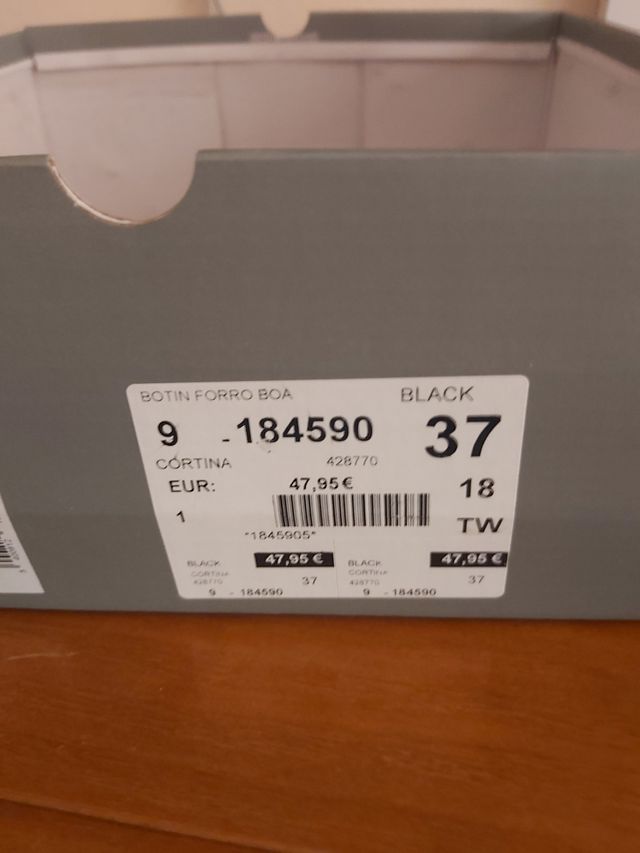 BOTIN FORRO BOA BLACK
9 -184590 37
CORTINA 428770
EUR: 47,95€ 18
1 TW
*1845905*
BLACK 47,95 € BLACK 47,95 €
CORTINA CORTINA
428770 37 428770 37
9 - 184590 9 - 184590